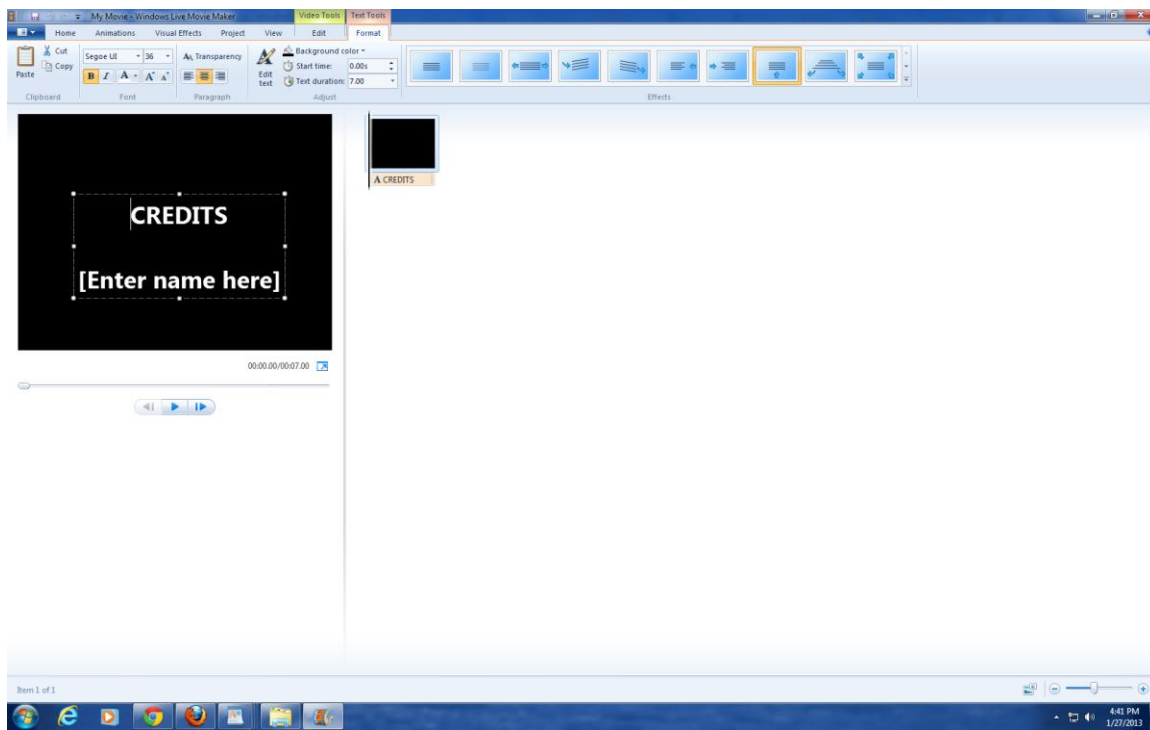 My Movie - Windows Live Movie Maker
Video Tools
Text Tools
Home
Animations
Visual Effects
Project
View
Edit
Format
Paste
Cut
Copy
Clipboard
Segoe UI
36
B I A A A
Font
Transparency
Paragraph
Edit
text
Background color
Start time: 0.00s
Text duration: 7.00
Adjust
Effects
CREDITS
[Enter name here]
A CREDITS
00:00.00/00:07.00
Item 1 of 1
4:41 PM
1/27/2013